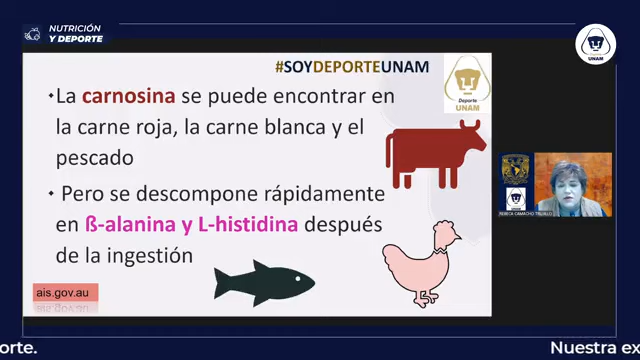 NUTRICIÓN
Y DEPORTE
#SOYDEPORTEUNAM
Deporte
UNAM
UNAM
•La carnosina se puede encontrar en
la carne roja, la carne blanca y el
pescado
• Pero se descompone rápidamente
en ß-alanina y L-histidina después
de la ingestión
ais.gov.au
UNAM
REBECA CAMACHO TRUJILLO
orte.
Nuestra ex